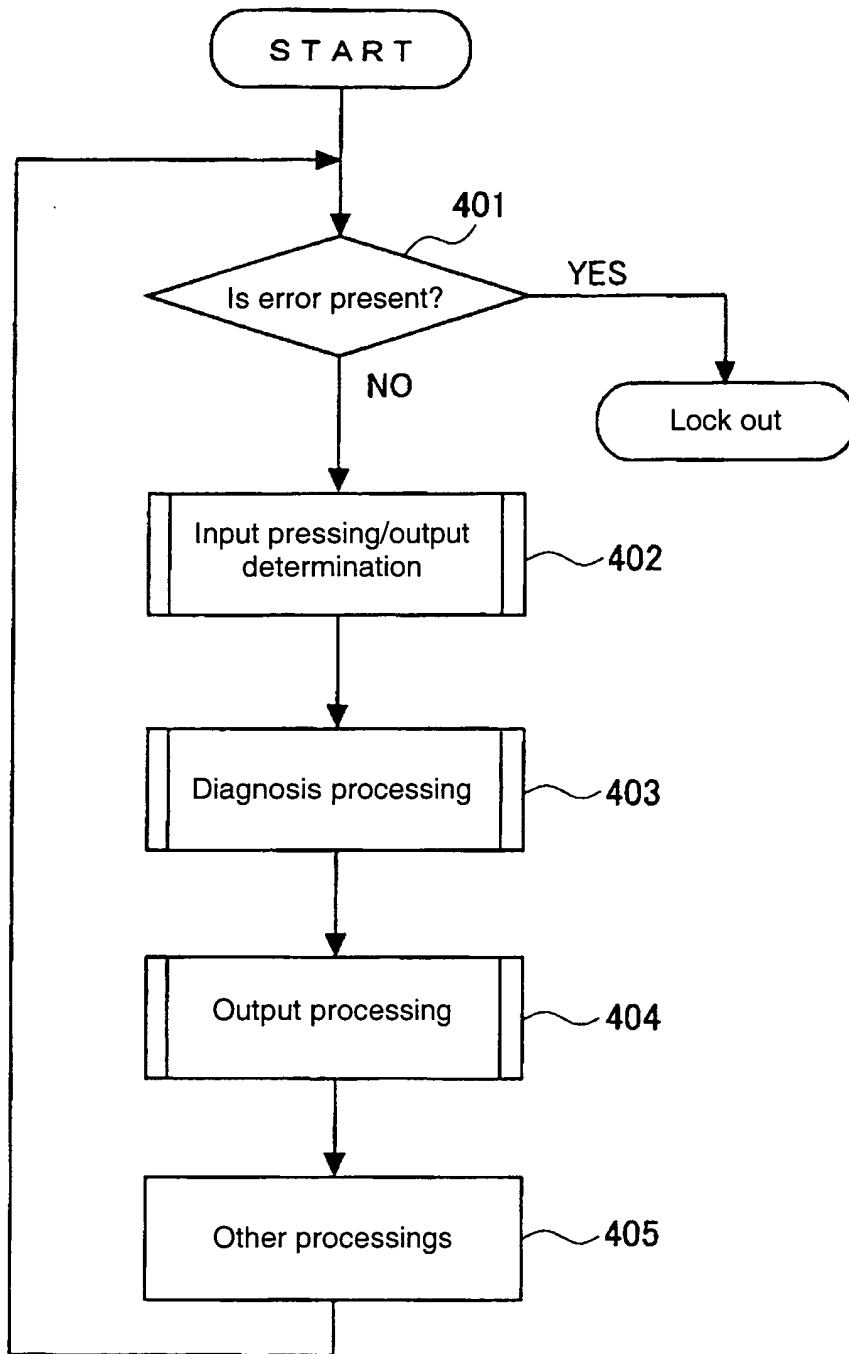 START
401
Is error present?
YES
NO
Lock out
Input pressing/output
determination
402
Diagnosis processing
403
Output processing
404
Other processings
405